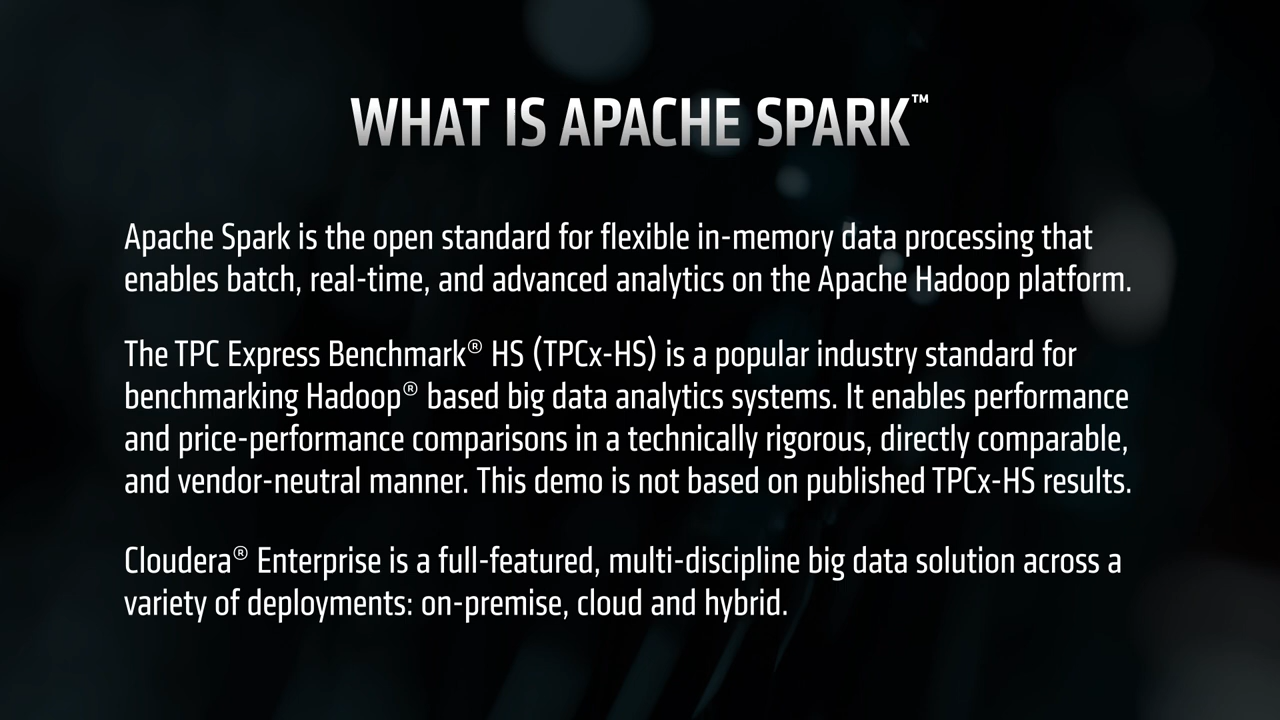 WHAT IS APACHE SPARK™
Apache Spark is the open standard for flexible in-memory data processing that
enables batch, real-time, and advanced analytics on the Apache Hadoop platform.
The TPC Express Benchmark® HS (TPCx-HS) is a popular industry standard for
benchmarking Hadoop® based big data analytics systems. It enables performance
and price-performance comparisons in a technically rigorous, directly comparable,
and vendor-neutral manner. This demo is not based on published TPCx-HS results.
Cloudera® Enterprise is a full-featured, multi-discipline big data solution across a
variety of deployments: on-premise, cloud and hybrid.